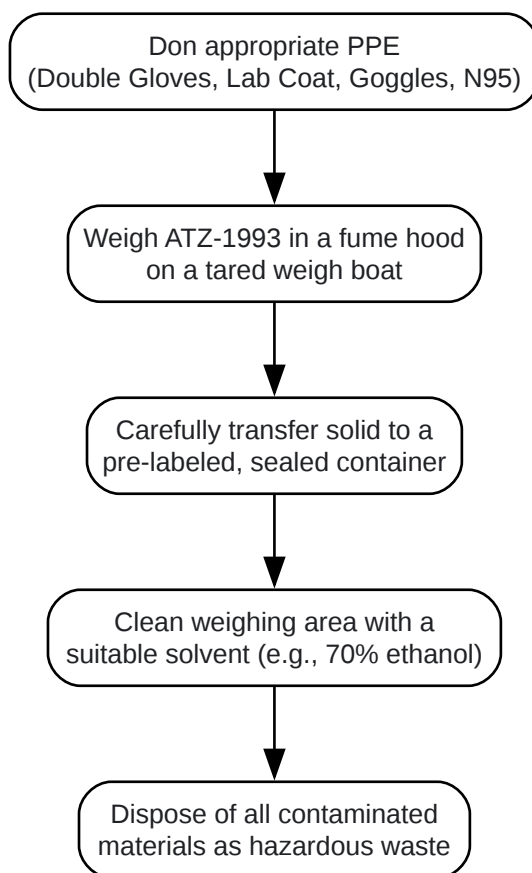 Don appropriate PPE
(Double Gloves, Lab Coat, Goggles, N95)
Weigh ATZ-1993 in a fume hood
on a tared weigh boat
Carefully transfer solid to a
pre-labeled, sealed container
Clean weighing area with a
suitable solvent (e.g., 70% ethanol)
Dispose of all contaminated
materials as hazardous waste